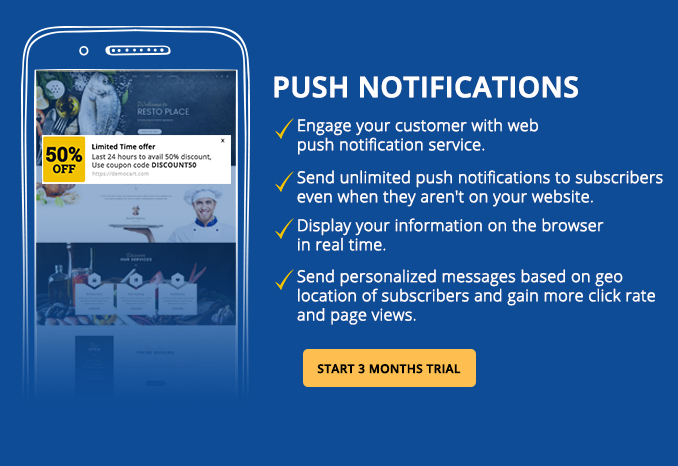 PUSH NOTIFICATIONS
Engage your customer with web
push notification service.
Send unlimited push notifications to subscribers
even when they aren't on your website.
Display your information on the browser
in real time.
Send personalized messages based on geo
location of subscribers and gain more click rate
and page views.
START 3 MONTHS TRIAL
Welcome to
RESTO PLACE
x
50%
OFF
Limited Time offer
Last 24 hours to avail 50% discount,
Use coupon code DISCOUNT50
https://democart.com
Discover
OUR SERVICES